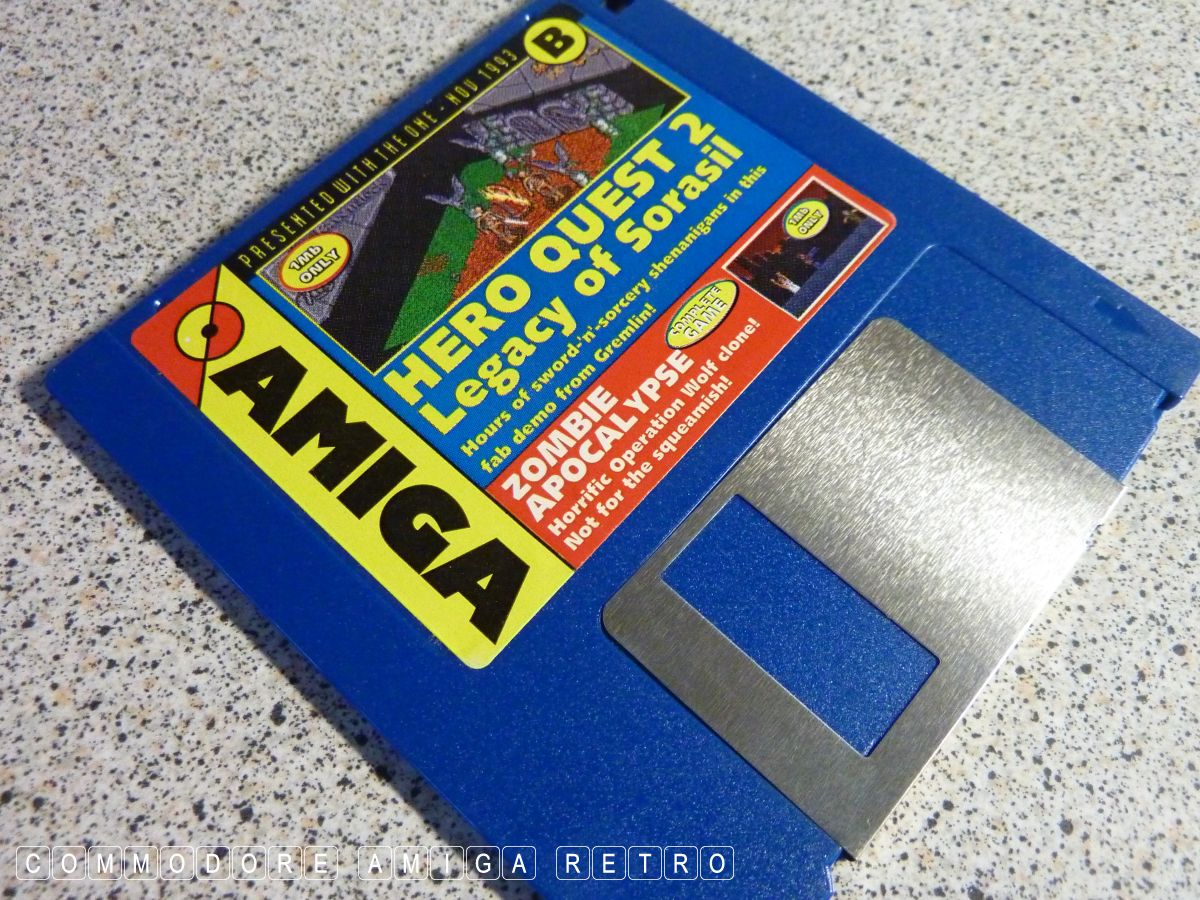 PRESENTED WITH THE ONE - NOV 1993
B
1Mb
ONLY
HERO QUEST 2
Legacy of Sorasil
Hours of sword-'n'-sorcery shenanigans in this
fab demo from Gremlin!
1Mb
ONLY
COMPLETE
GAME
ZOMBIE
APOCALYPSE
Horrific Operation Wolf clone!
Not for the squeamish!
AMIGA
COMMODORE AMIGA RETRO